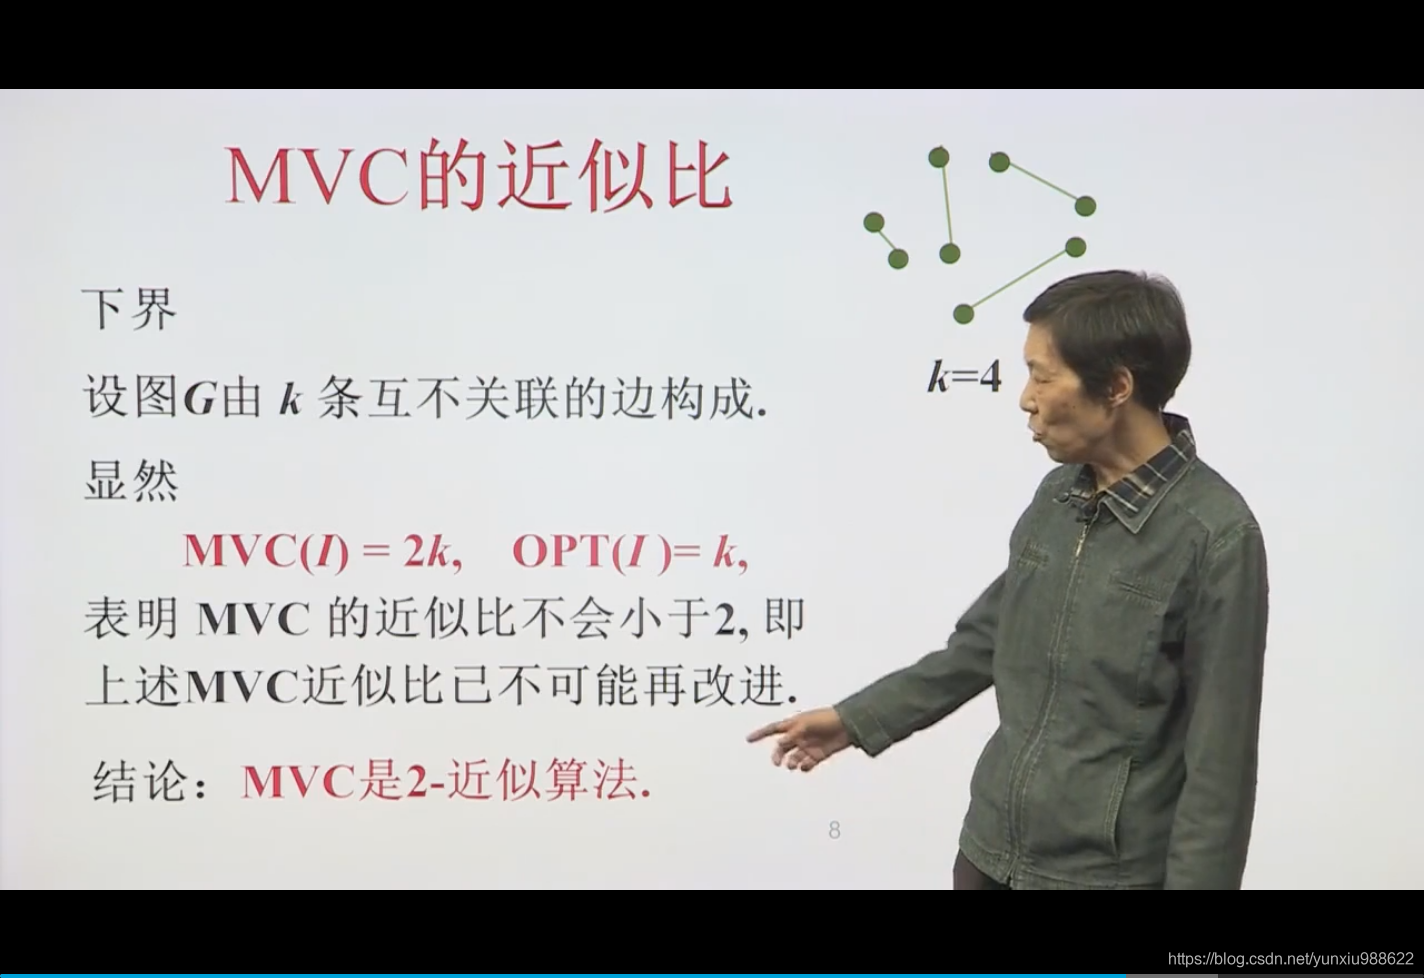 MVC的近似比
下界
设图G由 k 条互不关联的边构成.
k=4
显然
MVC(I) = 2k, OPT(I )= k,
表明 MVC 的近似比不会小于2, 即
上述MVC近似比已不可能再改进.
结论：MVC是2-近似算法.
8
https://blog.csdn.net/yunxiu988622